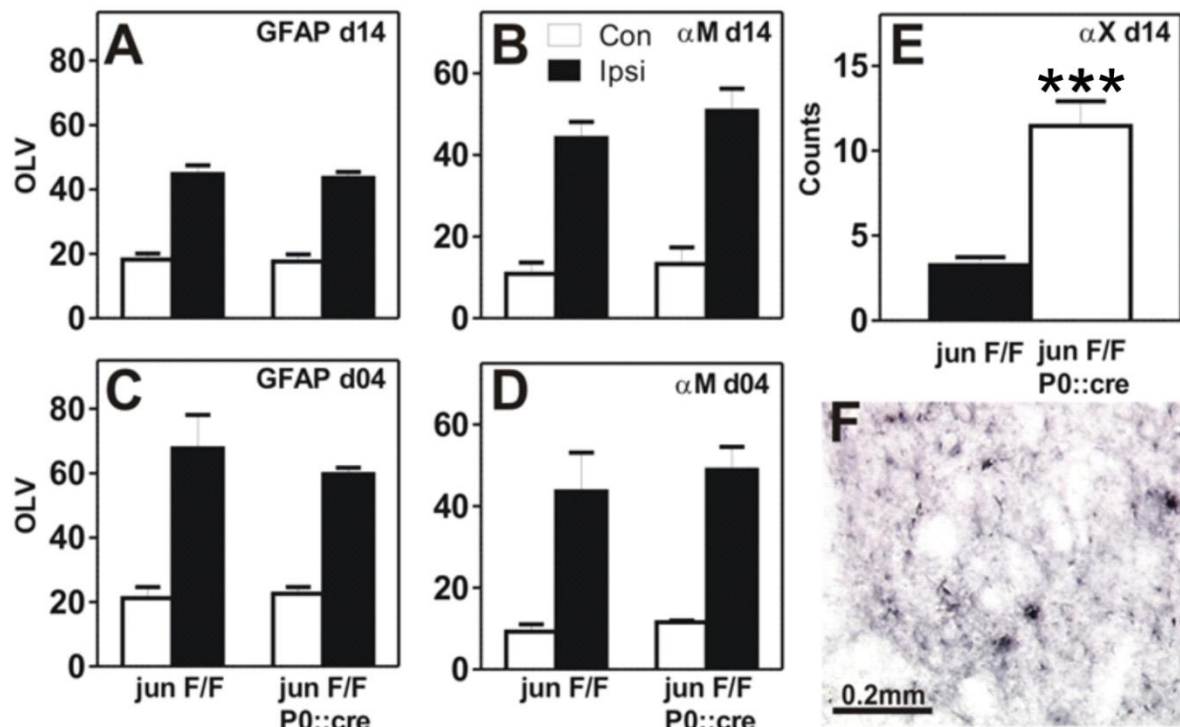 A
GFAP d14
80
60
40
20
0
OLV
B
αM d14
Con
Ipsi
60
40
20
0
E
αX d14
***
15
10
5
0
Counts
jun F/F
jun F/F
P0::cre
C
GFAP d04
80
60
40
20
0
OLV
jun F/F
jun F/F
P0::cre
D
αM d04
60
40
20
0
jun F/F
jun F/F
P0::cre
F
0.2mm